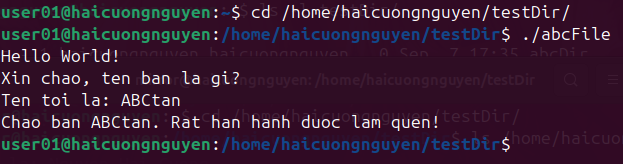 user01@haicuongnguyen:~$ cd /home/haicuongnguyen/testDir/
user01@haicuongnguyen:/home/haicuongnguyen/testDir$ ./abcFile
Hello World!
Xin chao, ten ban la gi?
Ten toi la: ABCtan
Chao ban ABCtan. Rat han hanh duoc lam quen!
user01@haicuongnguyen:/home/haicuongnguyen/testDir$